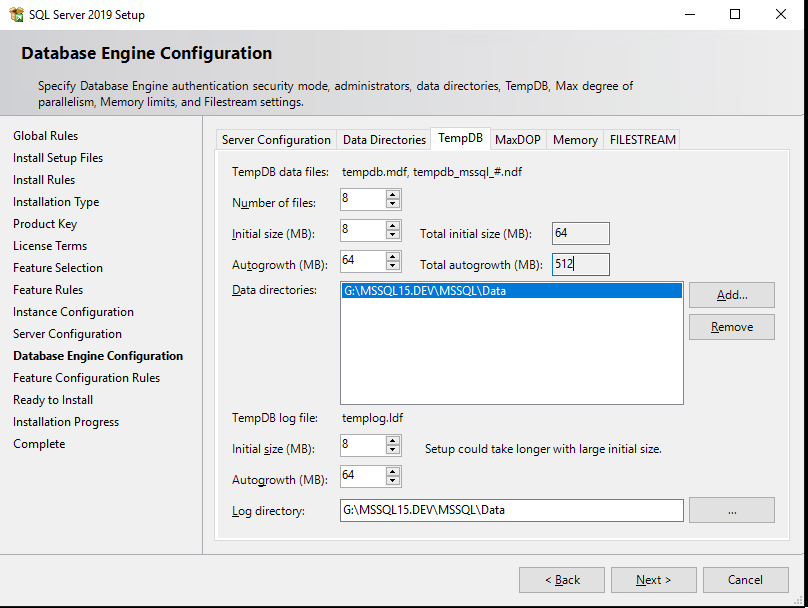 SQL Server 2019 Setup
Database Engine Configuration
Specify Database Engine authentication security mode, administrators, data directories, TempDB, Max degree of
parallelism, Memory limits, and Filestream settings.
Global Rules
Install Setup Files
Install Rules
Installation Type
Product Key
License Terms
Feature Selection
Feature Rules
Instance Configuration
Server Configuration
Database Engine Configuration
Feature Configuration Rules
Ready to Install
Installation Progress
Complete
Server Configuration Data Directories TempDB MaxDOP Memory FILESTREAM
TempDB data files: tempdb.mdf, tempdb_mssql_#.ndf
Number of files: 8
Initial size (MB): 8 Total initial size (MB): 64
Autogrowth (MB): 64 Total autogrowth (MB): 512
Data directories: G:\MSSQL15.DEV\MSSQL\Data Add...
Remove
TempDB log file: templog.ldf
Initial size (MB): 8 Setup could take longer with large initial size.
Autogrowth (MB): 64
Log directory: G:\MSSQL15.DEV\MSSQL\Data ...
< Back Next > Cancel